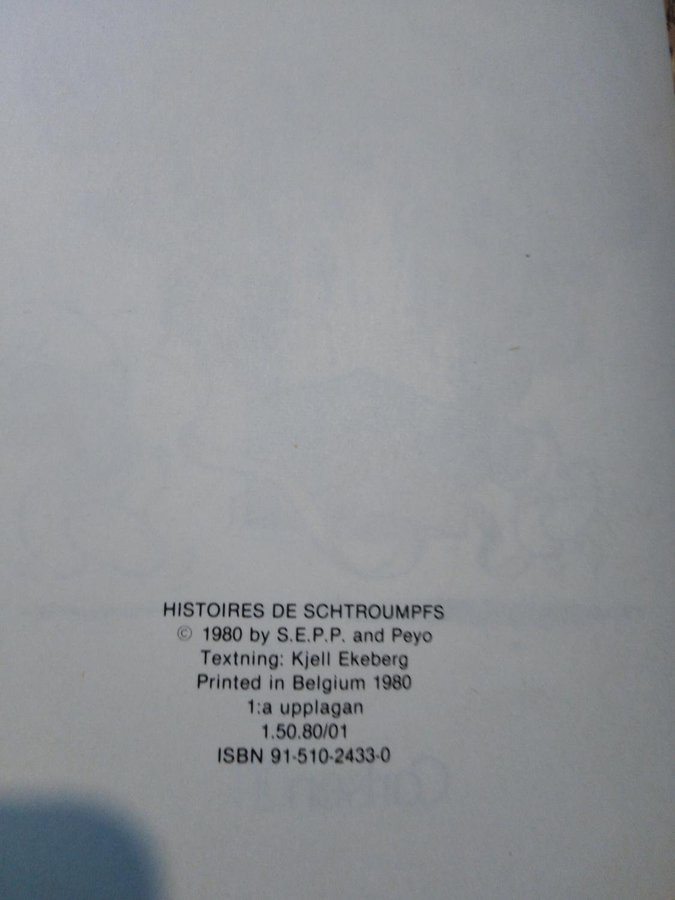 HISTOIRES DE SCHTROUMPFS
© 1980 by S.E.P.P. and Peyo
Textning: Kjell Ekeberg
Printed in Belgium 1980
1:a upplagan
1.50.80/01
ISBN 91-510-2433-0